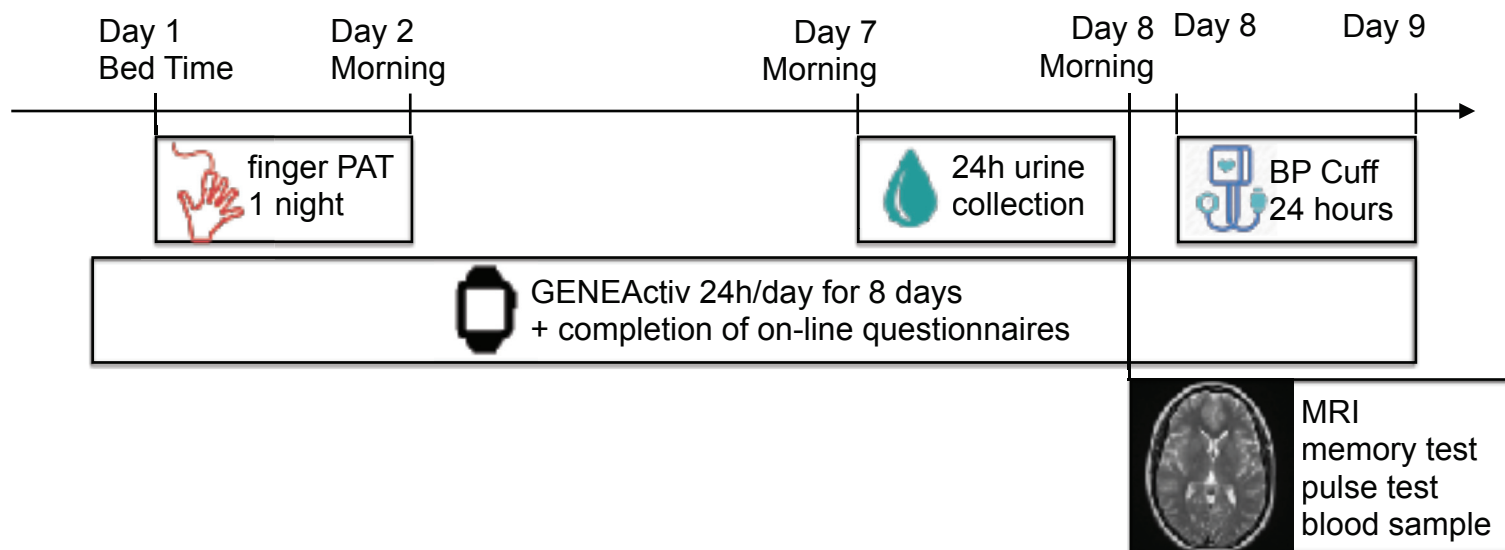 Day 1
Bed Time
Day 2
Morning
Day 7
Morning
Day 8
Morning
Day 8
Day 9
finger PAT
1 night
24h urine
collection
BP Cuff
24 hours
GENEActiv 24h/day for 8 days
+ completion of on-line questionnaires
MRI
memory test
pulse test
blood sample